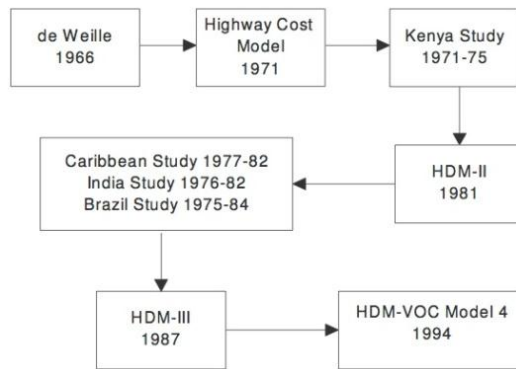 de Weille
1966
Highway Cost
Model
1971
Kenya Study
1971-75
HDM-II
1981
Caribbean Study 1977-82
India Study 1976-82
Brazil Study 1975-84
HDM-III
1987
HDM-VOC Model 4
1994